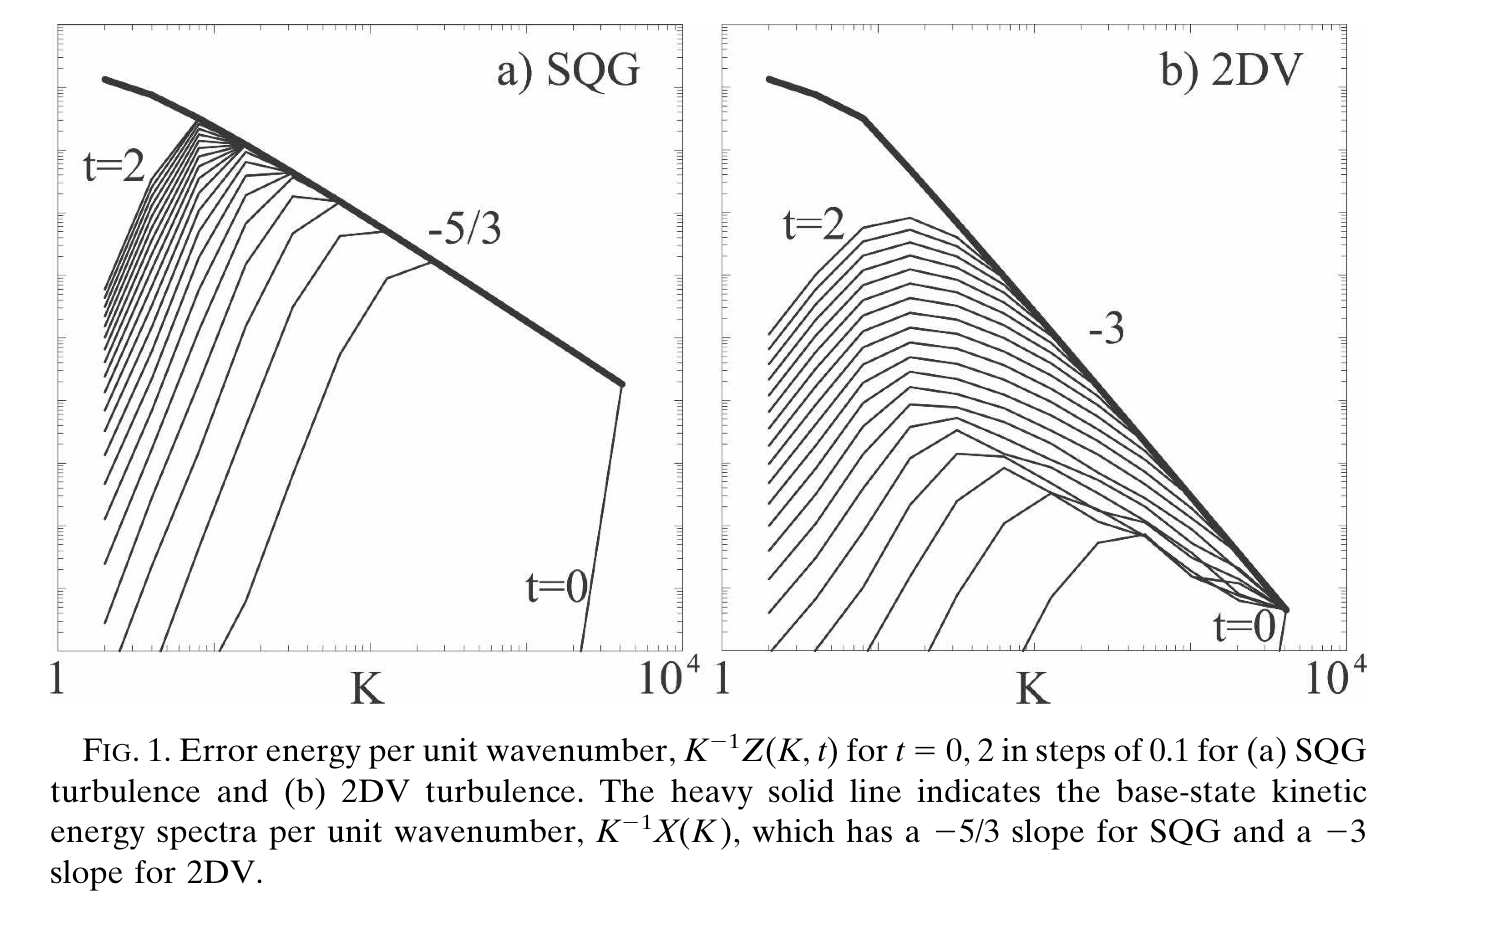 a) SQG
t=2
-5/3
t=0
1
K
10⁴
b) 2DV
t=2
-3
t=0
1
K
10⁴
FIG. 1. Error energy per unit wavenumber, K⁻¹Z(K, t) for t = 0, 2 in steps of 0.1 for (a) SQG
turbulence and (b) 2DV turbulence. The heavy solid line indicates the base-state kinetic
energy spectra per unit wavenumber, K⁻¹X(K), which has a −5/3 slope for SQG and a −3
slope for 2DV.